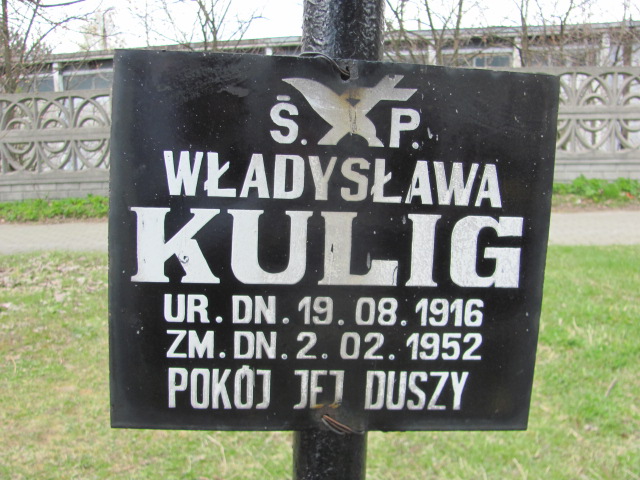 Ś. P.
WŁADYSŁAWA
KULIG
UR. DN. 19. 08. 1916
ZM. DN. 2. 02. 1952
POKÓJ JEJ DUSZY